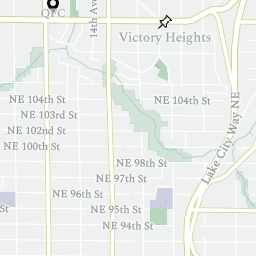 QFC
14th Ave
Victory Heights
NE 104th St
NE 104th St
NE 103rd St
NE 102nd St
NE 100th St
NE 98th St
NE 97th St
NE 96th St
NE 95th St
NE 94th St
St
Lake City Way NE